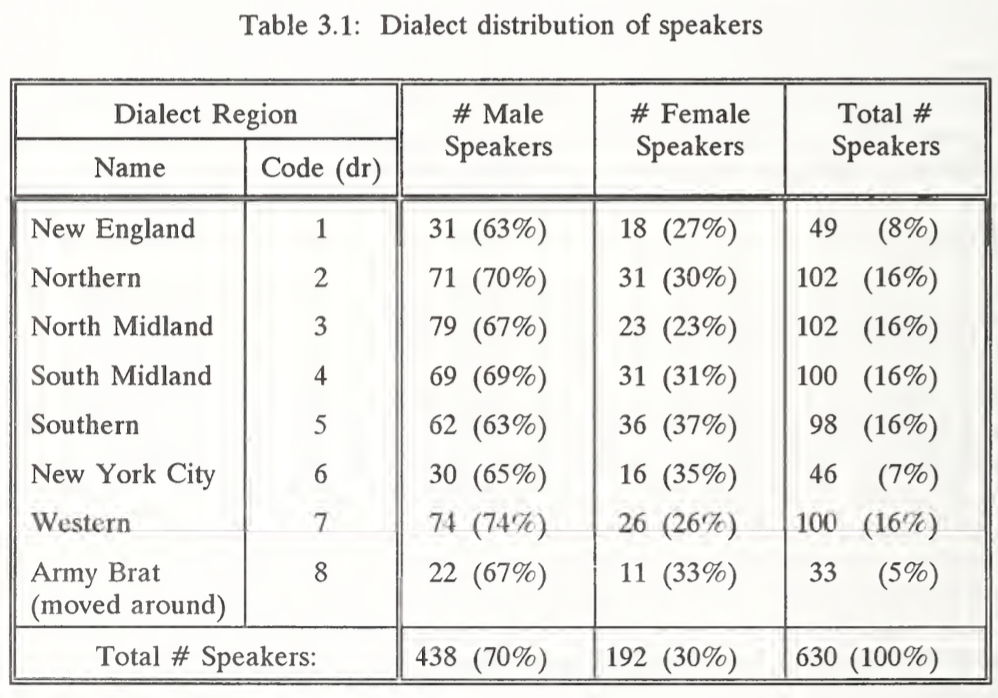 Table 3.1: Dialect distribution of speakers
Dialect Region # Male Speakers # Female Speakers Total # Speakers
Name Code (dr)
New England 1 31 (63%) 18 (27%) 49 (8%)
Northern 2 71 (70%) 31 (30%) 102 (16%)
North Midland 3 79 (67%) 23 (23%) 102 (16%)
South Midland 4 69 (69%) 31 (31%) 100 (16%)
Southern 5 62 (63%) 36 (37%) 98 (16%)
New York City 6 30 (65%) 16 (35%) 46 (7%)
Western 7 74 (74%) 26 (26%) 100 (16%)
Army Brat 8 22 (67%) 11 (33%) 33 (5%)
(moved around)
Total # Speakers: 438 (70%) 192 (30%) 630 (100%)